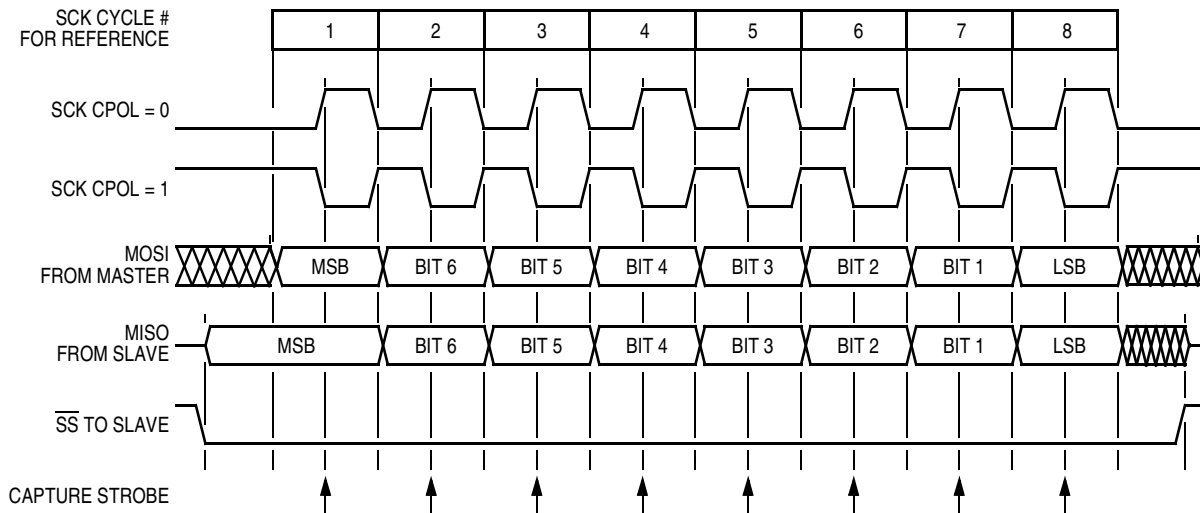 SCK CYCLE #
FOR REFERENCE
1 2 3 4 5 6 7 8
SCK CPOL = 0
SCK CPOL = 1
MOSI
FROM MASTER
MSB BIT 6 BIT 5 BIT 4 BIT 3 BIT 2 BIT 1 LSB
MISO
FROM SLAVE
MSB BIT 6 BIT 5 BIT 4 BIT 3 BIT 2 BIT 1 LSB
S̅S̅ TO SLAVE
CAPTURE STROBE